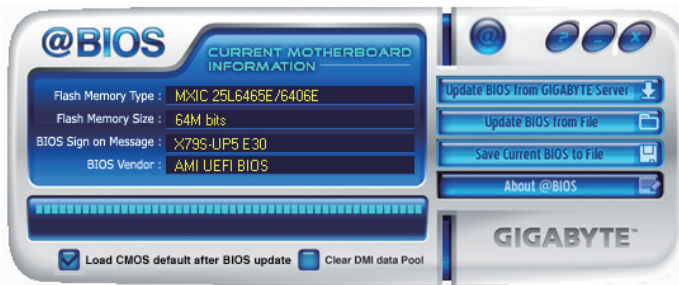 @BIOS
CURRENT MOTHERBOARD
INFORMATION
Flash Memory Type : MXIC 25L6465E/6406E
Flash Memory Size : 64M bits
BIOS Sign on Message : X79S-UP5 E30
BIOS Vendor : AMI UEFI BIOS
Load CMOS default after BIOS update
Clear DMI data Pool
@
? – X
Update BIOS from GIGABYTE Server
Update BIOS from File
Save Current BIOS to File
About @BIOS
GIGABYTE™